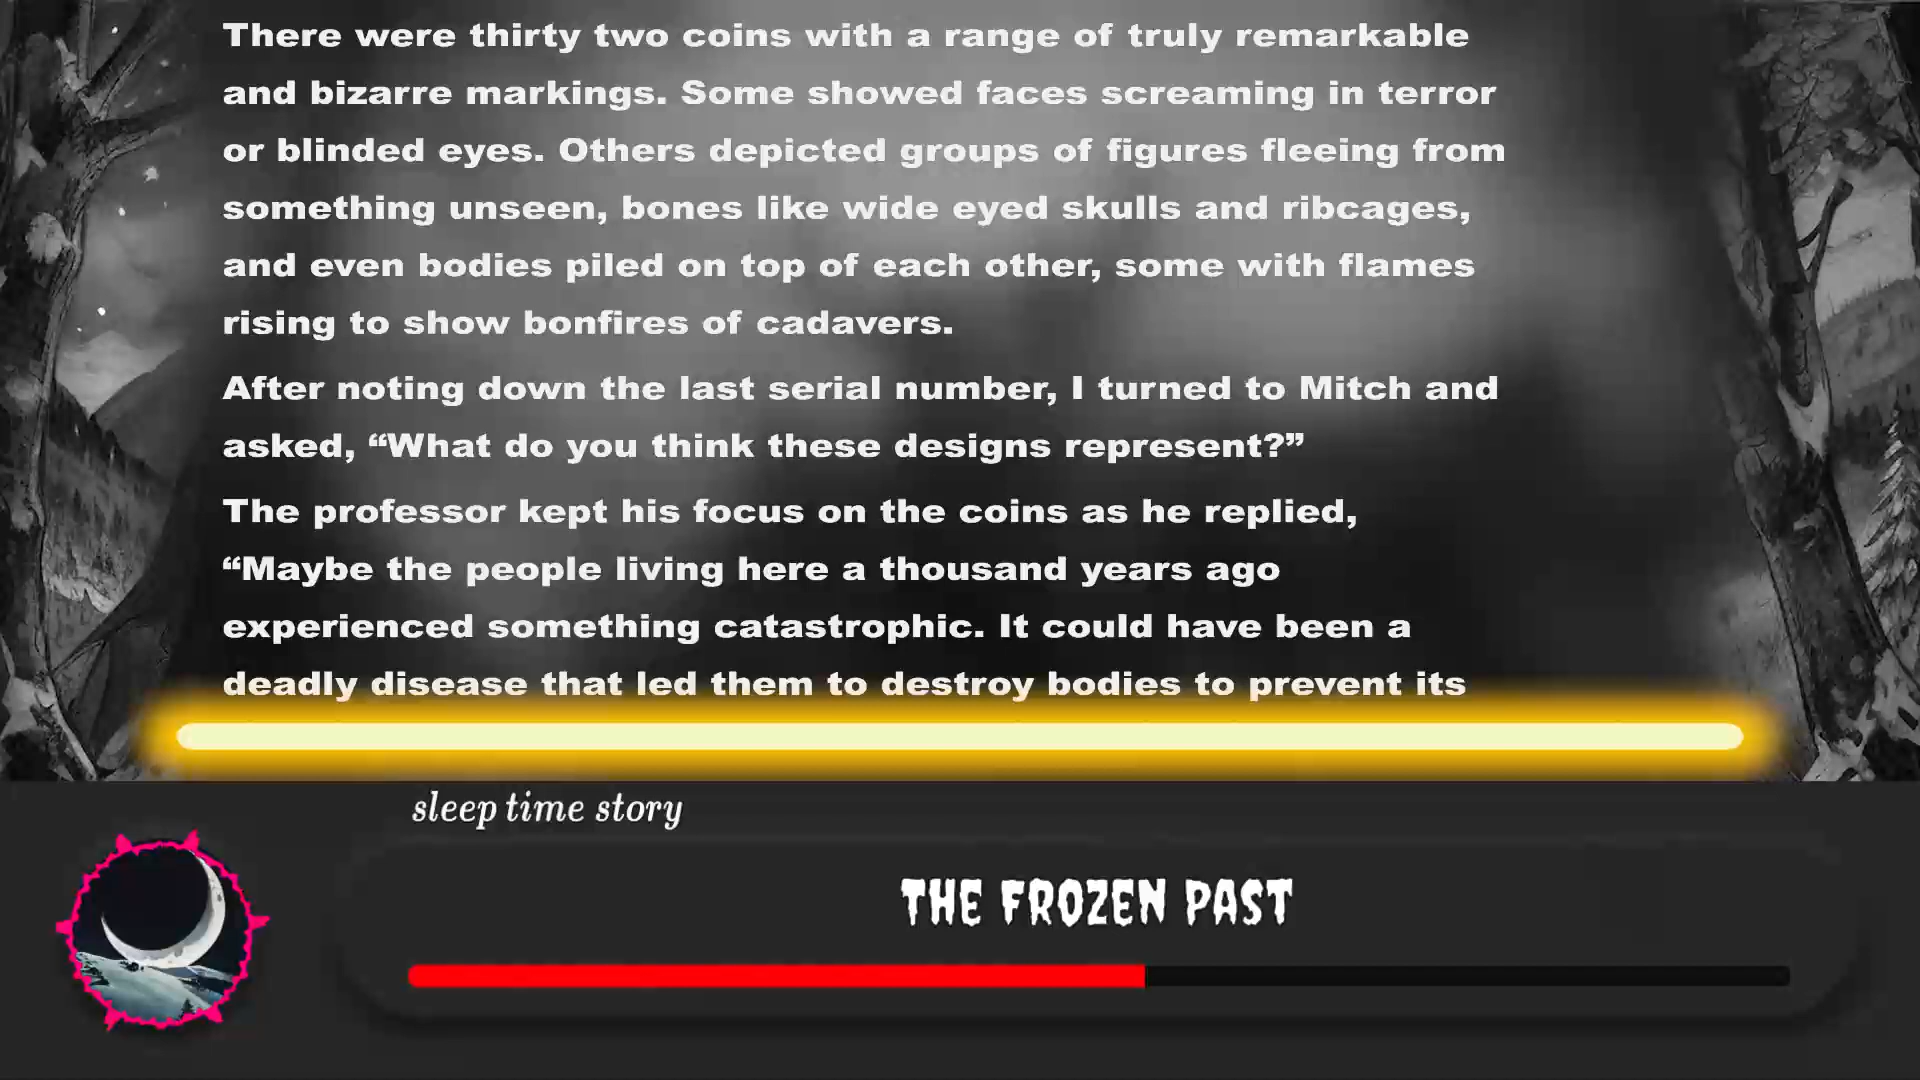 There were thirty two coins with a range of truly remarkable
and bizarre markings. Some showed faces screaming in terror
or blinded eyes. Others depicted groups of figures fleeing from
something unseen, bones like wide eyed skulls and ribcages,
and even bodies piled on top of each other, some with flames
rising to show bonfires of cadavers.
After noting down the last serial number, I turned to Mitch and
asked, “What do you think these designs represent?”
The professor kept his focus on the coins as he replied,
“Maybe the people living here a thousand years ago
experienced something catastrophic. It could have been a
deadly disease that led them to destroy bodies to prevent its
sleep time story
THE FROZEN PAST